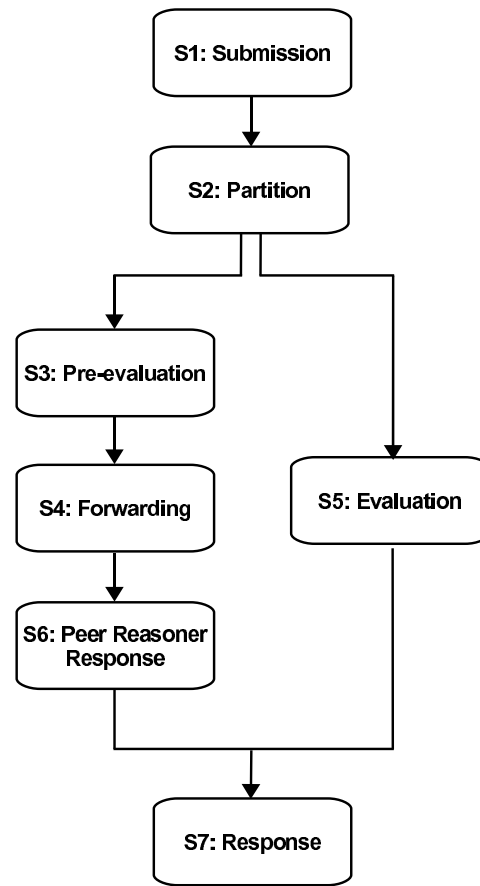 S1: Submission
S2: Partition
S3: Pre-evaluation
S4: Forwarding
S5: Evaluation
S6: Peer Reasoner
Response
S7: Response